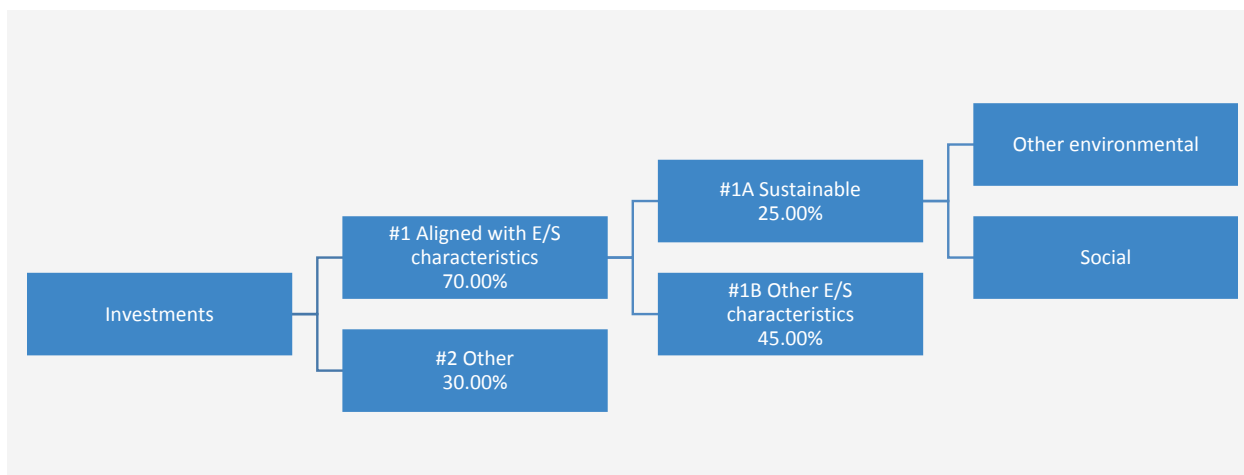 Investments
#1 Aligned with E/S
characteristics
70.00%
#2 Other
30.00%
#1A Sustainable
25.00%
#1B Other E/S
characteristics
45.00%
Other environmental
Social